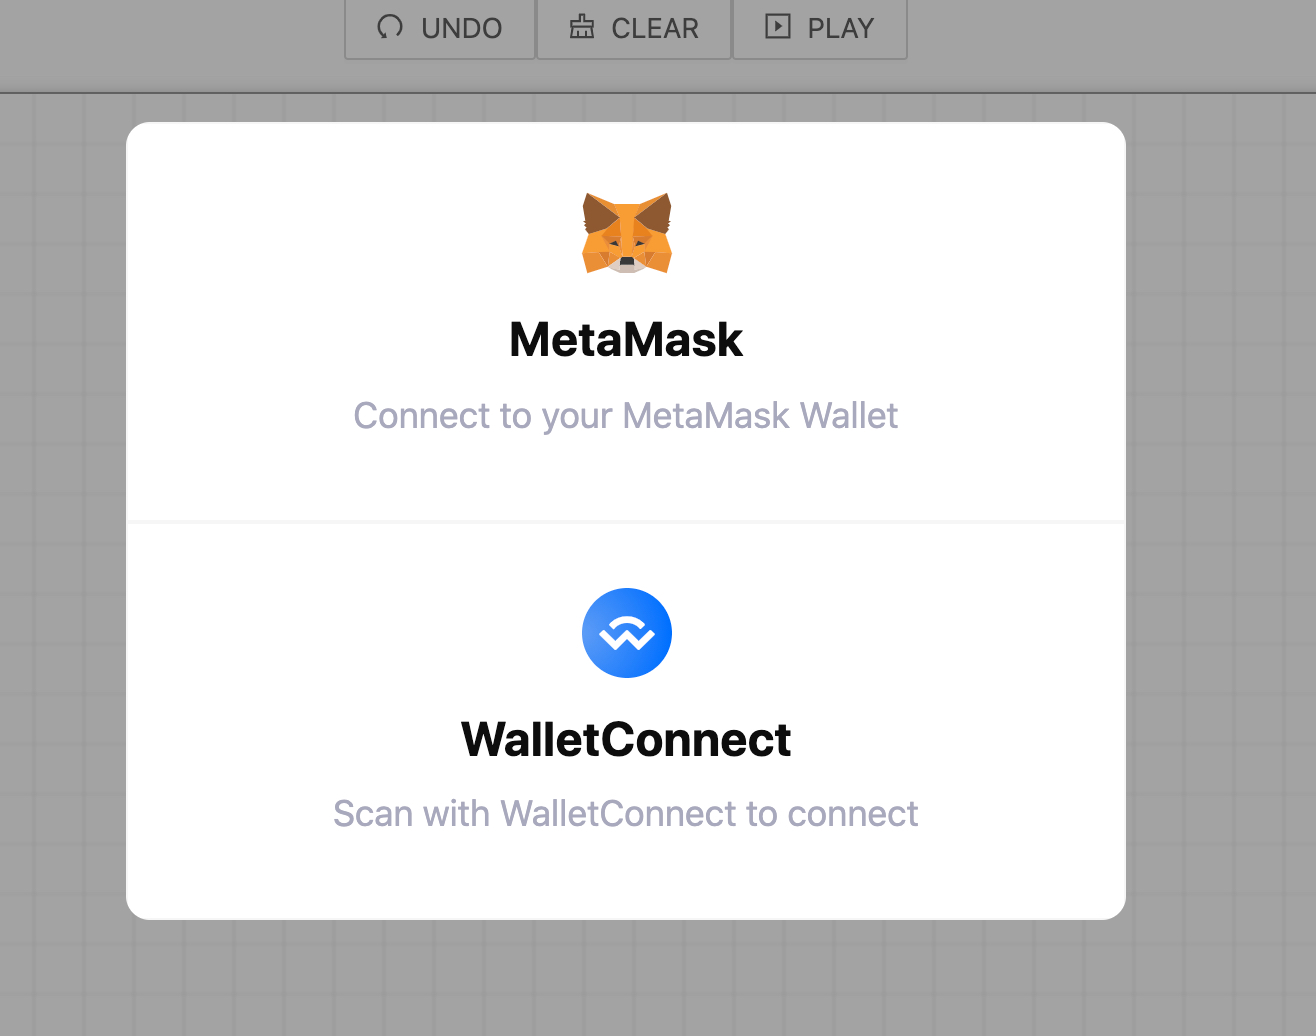 UNDO CLEAR PLAY
MetaMask
Connect to your MetaMask Wallet
WalletConnect
Scan with WalletConnect to connect